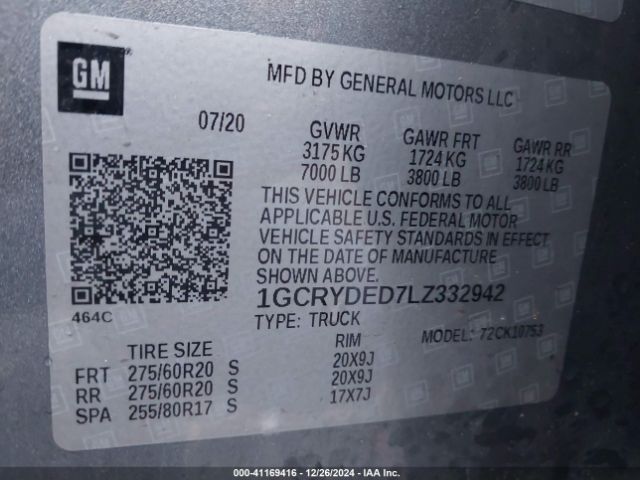 GM
MFD BY GENERAL MOTORS LLC
07/20
GVWR GAWR FRT GAWR RR
3175 KG 1724 KG 1724 KG
7000 LB 3800 LB 3800 LB
THIS VEHICLE CONFORMS TO ALL
APPLICABLE U.S. FEDERAL MOTOR
VEHICLE SAFETY STANDARDS IN EFFECT
ON THE DATE OF MANUFACTURE
SHOWN ABOVE.
1GCRYDED7LZ332942
464C
TYPE: TRUCK MODEL: 72CK10753
TIRE SIZE RIM
FRT 275/60R20 S 20X9J
RR 275/60R20 S 20X9J
SPA 255/80R17 S 17X7J
000-41169416 - 12/26/2024 - IAA Inc.